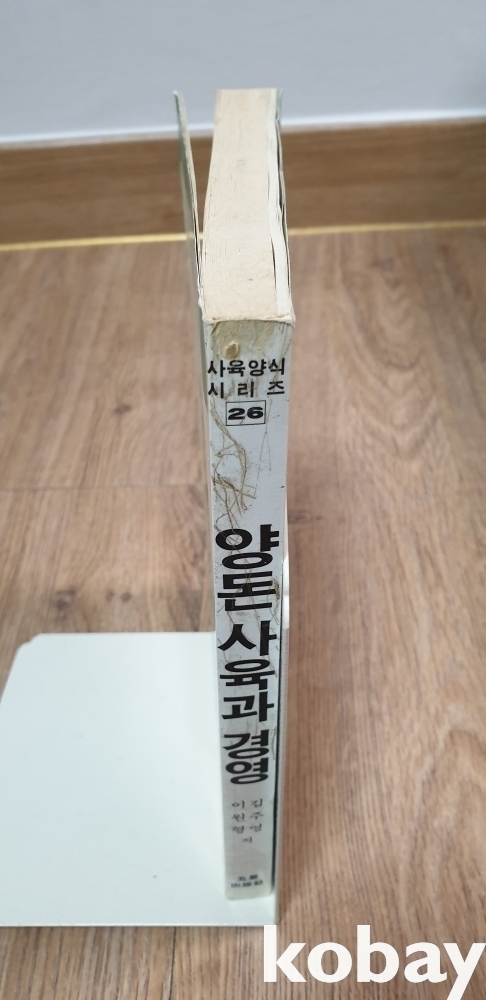 사육양식
시리즈
26
양돈 사육과 경영
김주영
이원형
저
kobay